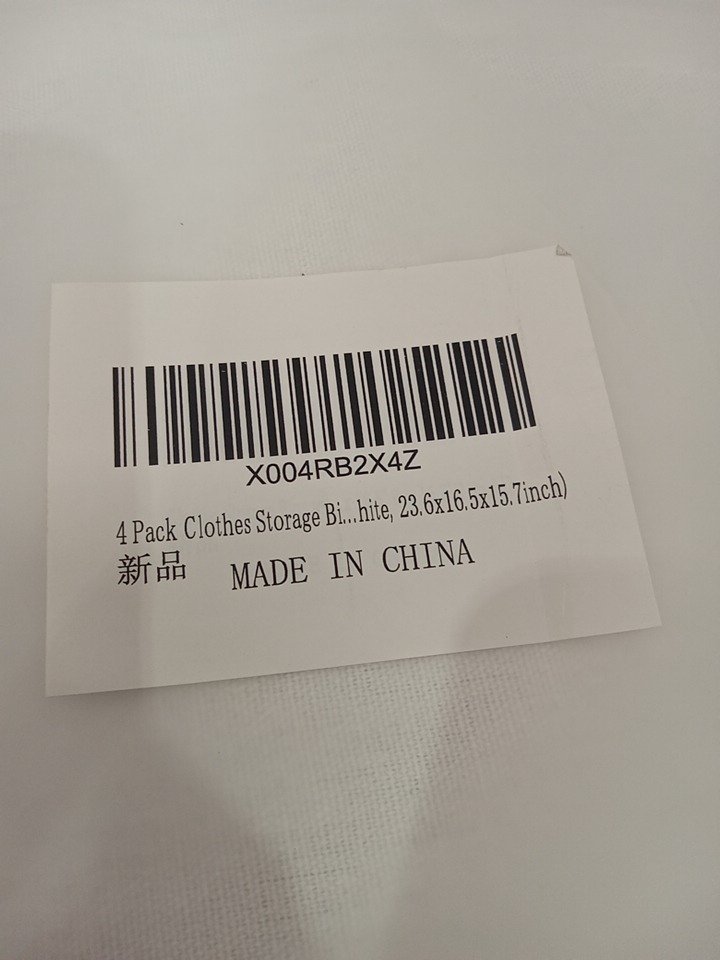 X004RB2X4Z
4 Pack Clothes Storage Bi...hite, 23.6x16.5x15.7inch)
新品 MADE IN CHINA